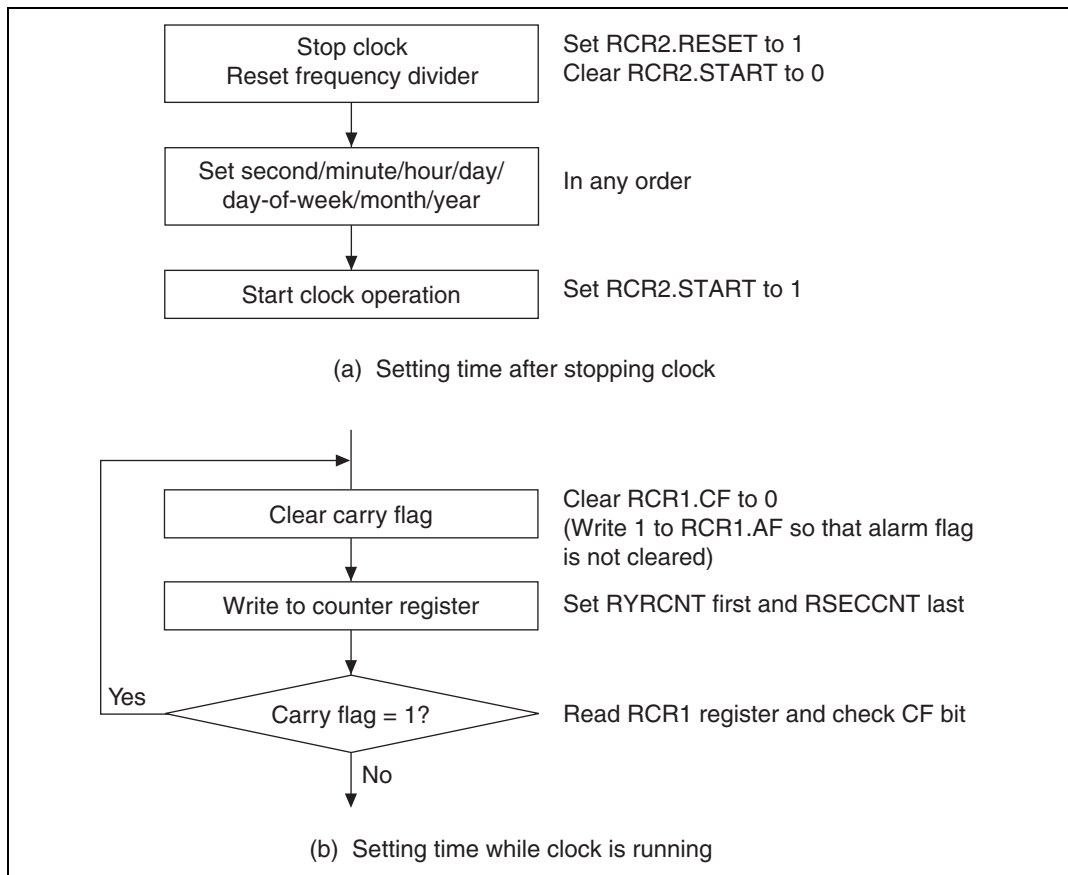 Stop clock
Reset frequency divider
Set RCR2.RESET to 1
Clear RCR2.START to 0
Set second/minute/hour/day/
day-of-week/month/year
In any order
Start clock operation
Set RCR2.START to 1
(a) Setting time after stopping clock
Clear carry flag
Clear RCR1.CF to 0
(Write 1 to RCR1.AF so that alarm flag
is not cleared)
Write to counter register
Set RYRCNT first and RSECCNT last
Yes
Carry flag = 1?
Read RCR1 register and check CF bit
No
(b) Setting time while clock is running